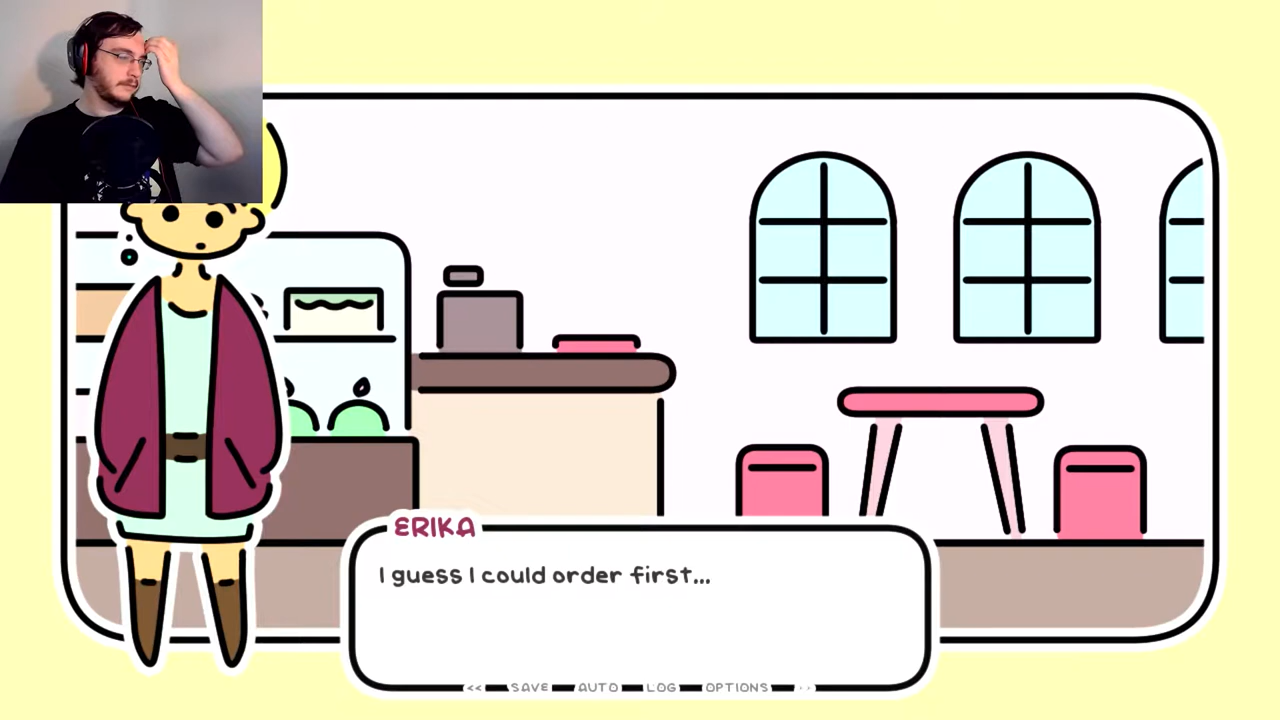 ERIKA
I guess I could order first...
<< SAVE AUTO LOG OPTIONS >>